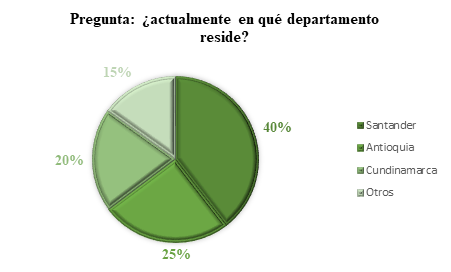 Pregunta: ¿actualmente en qué departamento
reside?
15%
40%
20%
25%
Santander
Antioquia
Cundinamarca
Otros